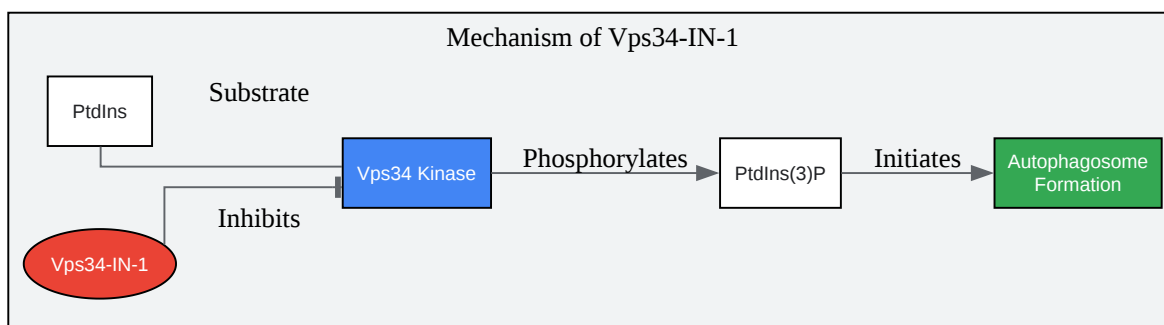 Mechanism of Vps34-IN-1
PtdIns
Substrate
Vps34 Kinase
Phosphorylates
PtdIns(3)P
Initiates
Autophagosome
Formation
Inhibits
Vps34-IN-1